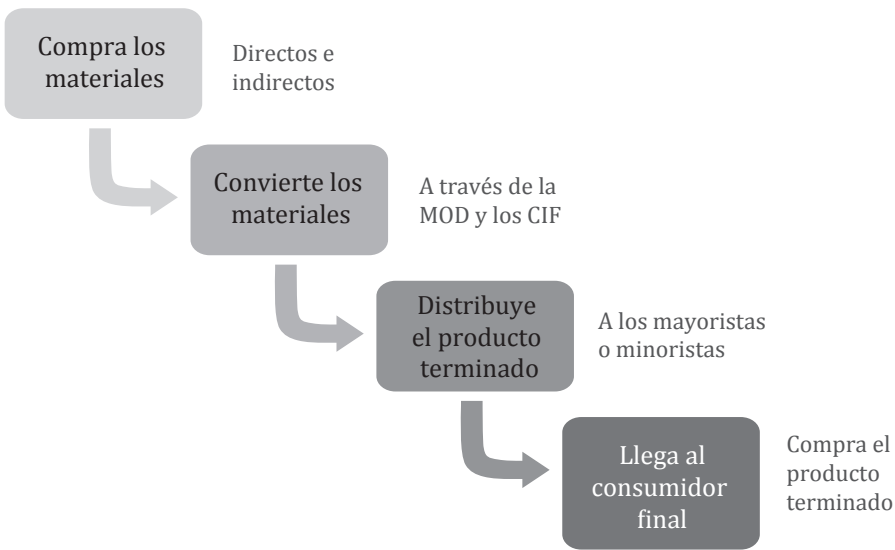 Compra los
materiales
Directos e
indirectos
Convierte los
materiales
A través de la
MOD y los CIF
Distribuye
el producto
terminado
A los mayoristas
o minoristas
Llega al
consumidor
final
Compra el
producto
terminado